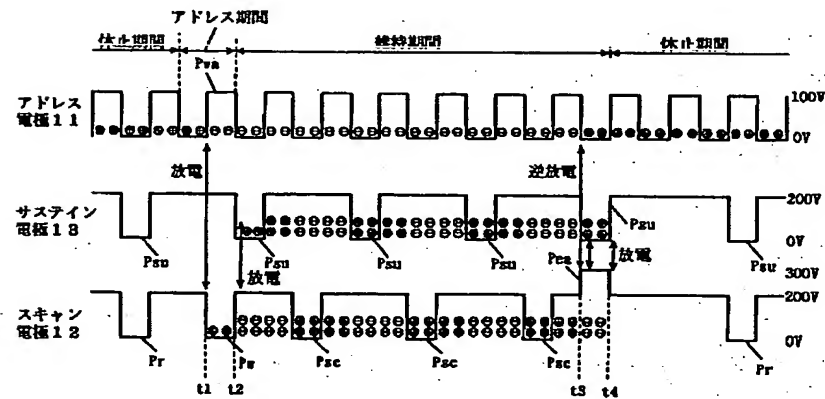 アドレス期間
休止期間 維持期間 休止期間
Pwa
アドレス
電極11
100V
0V
放電 逆放電
サステイン
電極13
200V
0V
Psu Psu Psu Psu Psu Psu
放電 放電
Pea
300V
スキャン
電極12
200V
0V
Pr Pw Psc Psc Psc Pr
t1 t2 t3 t4